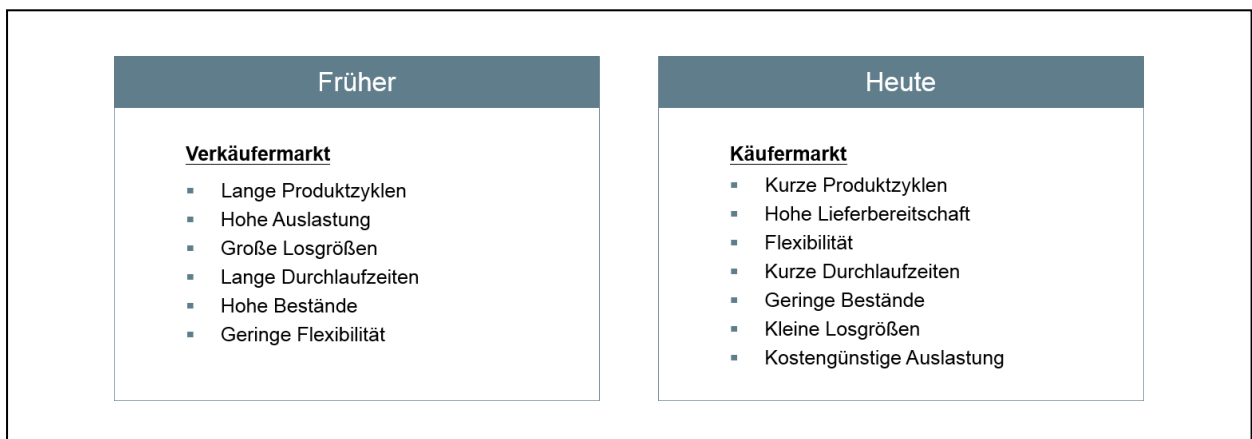 Früher
Verkäufermarkt
Lange Produktzyklen
Hohe Auslastung
Große Losgrößen
Lange Durchlaufzeiten
Hohe Bestände
Geringe Flexibilität
Heute
Käufermarkt
Kurze Produktzyklen
Hohe Lieferbereitschaft
Flexibilität
Kurze Durchlaufzeiten
Geringe Bestände
Kleine Losgrößen
Kostengünstige Auslastung